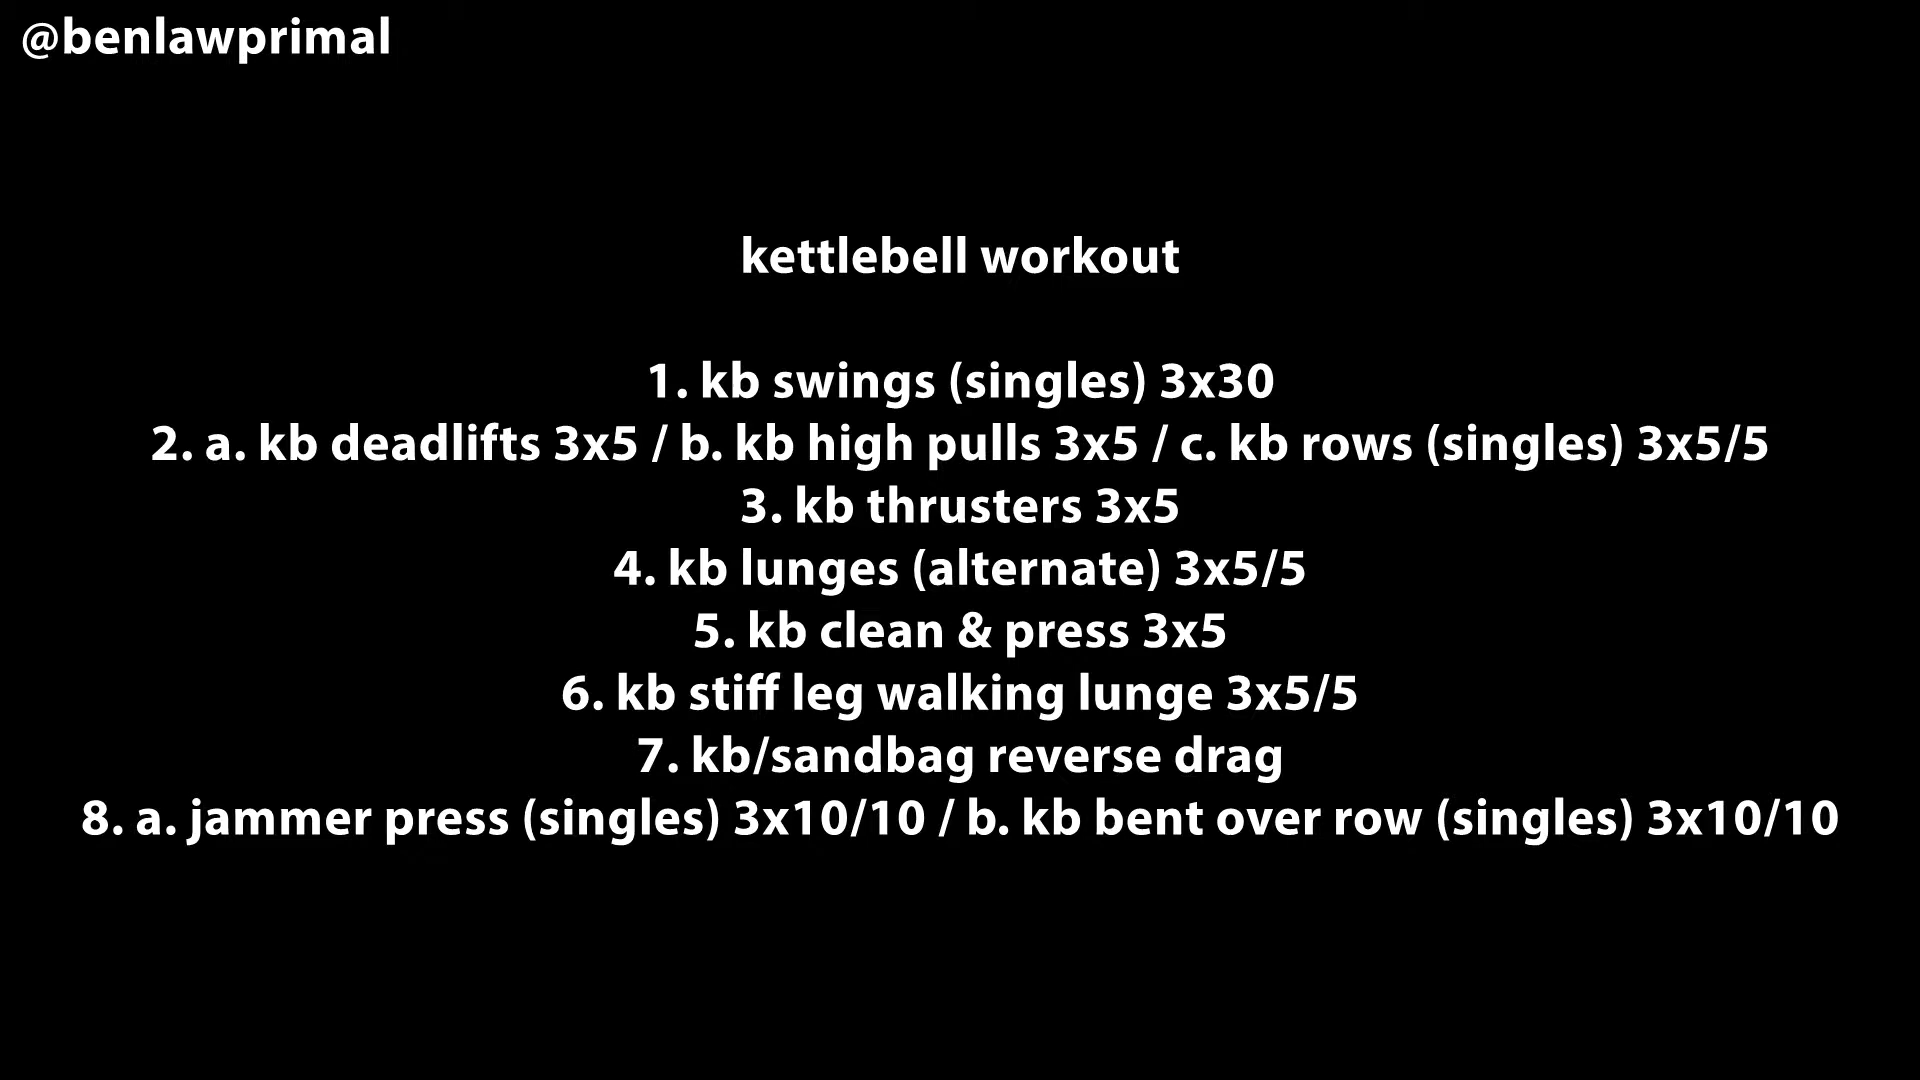 @benlawprimal
kettlebell workout
1. kb swings (singles) 3x30
2. a. kb deadlifts 3x5 / b. kb high pulls 3x5 / c. kb rows (singles) 3x5/5
3. kb thrusters 3x5
4. kb lunges (alternate) 3x5/5
5. kb clean & press 3x5
6. kb stiff leg walking lunge 3x5/5
7. kb/sandbag reverse drag
8. a. jammer press (singles) 3x10/10 / b. kb bent over row (singles) 3x10/10